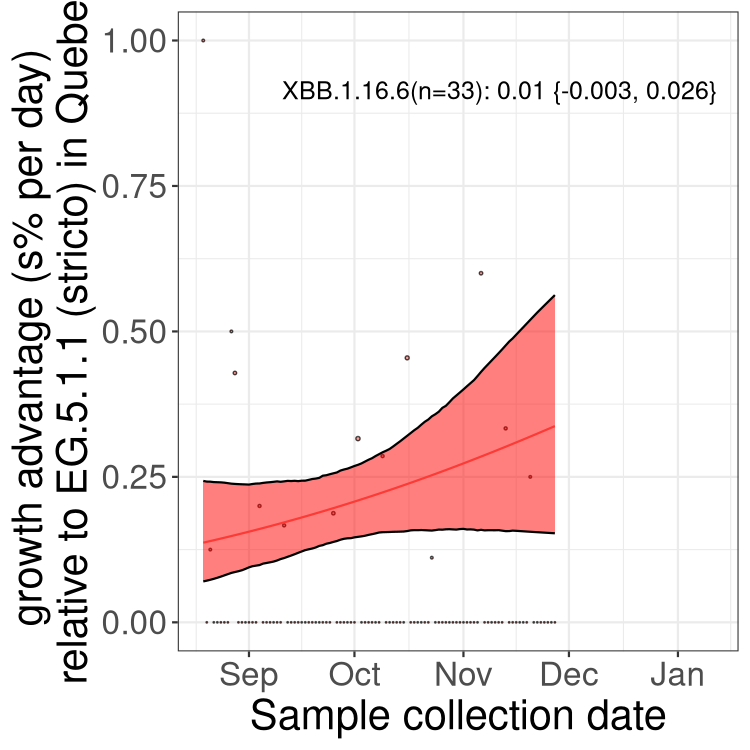 growth advantage (s% per day)
relative to EG.5.1.1 (stricto) in Quebe
1.00
0.75
0.50
0.25
0.00
XBB.1.16.6(n=33): 0.01 {-0.003, 0.026}
Sep Oct Nov Dec Jan
Sample collection date